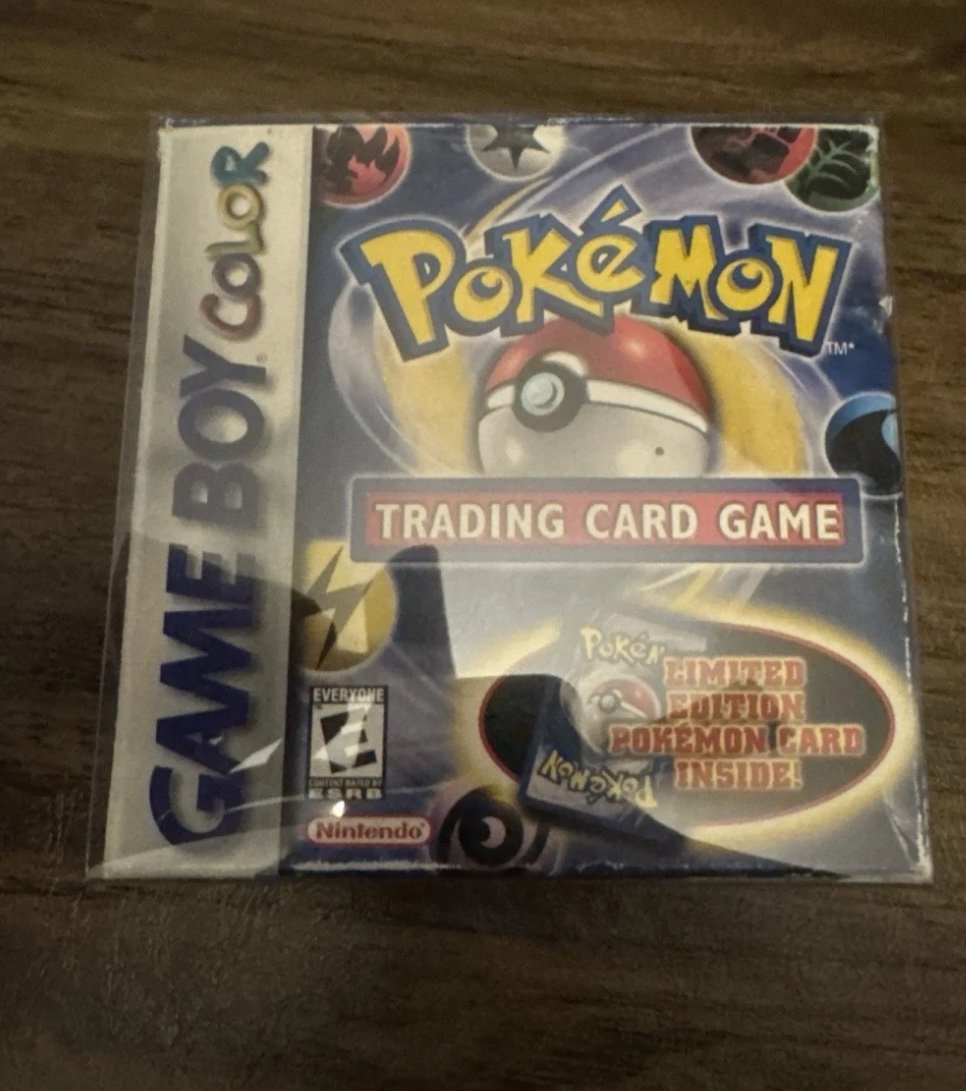 GAME BOY COLOR
POKéMON
TM*
TRADING CARD GAME
LIMITED
EDITION
POKÉMON CARD
INSIDE!
Pokémon
Pokémon
EVERYONE
E
CONTENT RATED BY
ESRB
Nintendo®